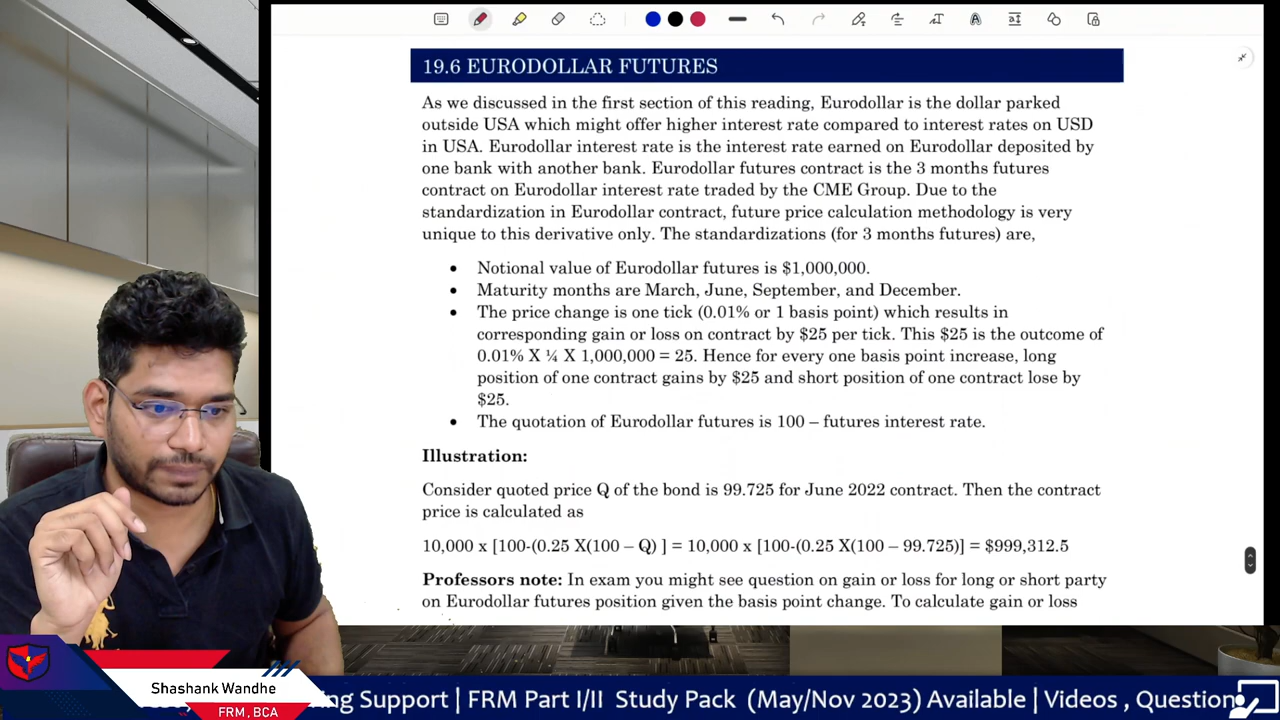 19.6 EURODOLLAR FUTURES
As we discussed in the first section of this reading, Eurodollar is the dollar parked
outside USA which might offer higher interest rate compared to interest rates on USD
in USA. Eurodollar interest rate is the interest rate earned on Eurodollar deposited by
one bank with another bank. Eurodollar futures contract is the 3 months futures
contract on Eurodollar interest rate traded by the CME Group. Due to the
standardization in Eurodollar contract, future price calculation methodology is very
unique to this derivative only. The standardizations (for 3 months futures) are,
• Notional value of Eurodollar futures is $1,000,000.
• Maturity months are March, June, September, and December.
• The price change is one tick (0.01% or 1 basis point) which results in
corresponding gain or loss on contract by $25 per tick. This $25 is the outcome of
0.01% X ¼ X 1,000,000 = 25. Hence for every one basis point increase, long
position of one contract gains by $25 and short position of one contract lose by
$25.
• The quotation of Eurodollar futures is 100 – futures interest rate.
Illustration:
Consider quoted price Q of the bond is 99.725 for June 2022 contract. Then the contract
price is calculated as
10,000 x [100-(0.25 X(100 – Q) ] = 10,000 x [100-(0.25 X(100 – 99.725)] = $999,312.5
Professors note: In exam you might see question on gain or loss for long or short party
on Eurodollar futures position given the basis point change. To calculate gain or loss
Shashank Wandhe
FRM, BCA
ing Support | FRM Part I/II Study Pack (May/Nov 2023) Available | Videos , Question